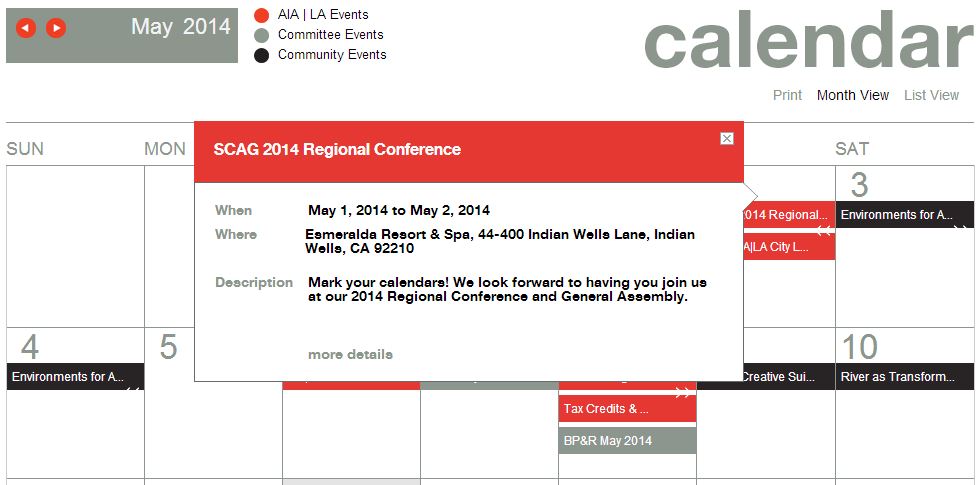 May 2014
AIA | LA Events
Committee Events
Community Events
calendar
Print Month View List View
SUN MON SAT
SCAG 2014 Regional Conference
When May 1, 2014 to May 2, 2014
Where Esmeralda Resort & Spa, 44-400 Indian Wells Lane, Indian
Wells, CA 92210
Description Mark your calendars! We look forward to having you join us
at our 2014 Regional Conference and General Assembly.
more details
3
2014 Regional...
Environments for A...
A|LA City L...
4 5 10
Environments for A...
Creative Sui...
River as Transform...
Tax Credits & ...
BP&R May 2014